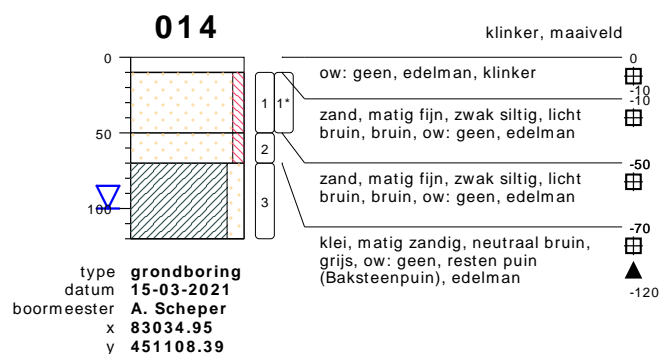 014
klinker, maaiveld
0
0
ow: geen, edelman, klinker
-10
-10
1
1*
zand, matig fijn, zwak siltig, licht
bruin, bruin, ow: geen, edelman
50
-50
2
zand, matig fijn, zwak siltig, licht
bruin, bruin, ow: geen, edelman
3
100
-70
klei, matig zandig, neutraal bruin,
grijs, ow: geen, resten puin
(Baksteenpuin), edelman
-120
type grondboring
datum 15-03-2021
boormeester A. Scheper
x 83034.95
y 451108.39